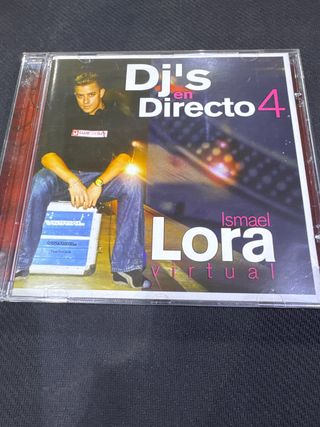 Dj's
en
Directo 4
Ismael
Lora
virtual